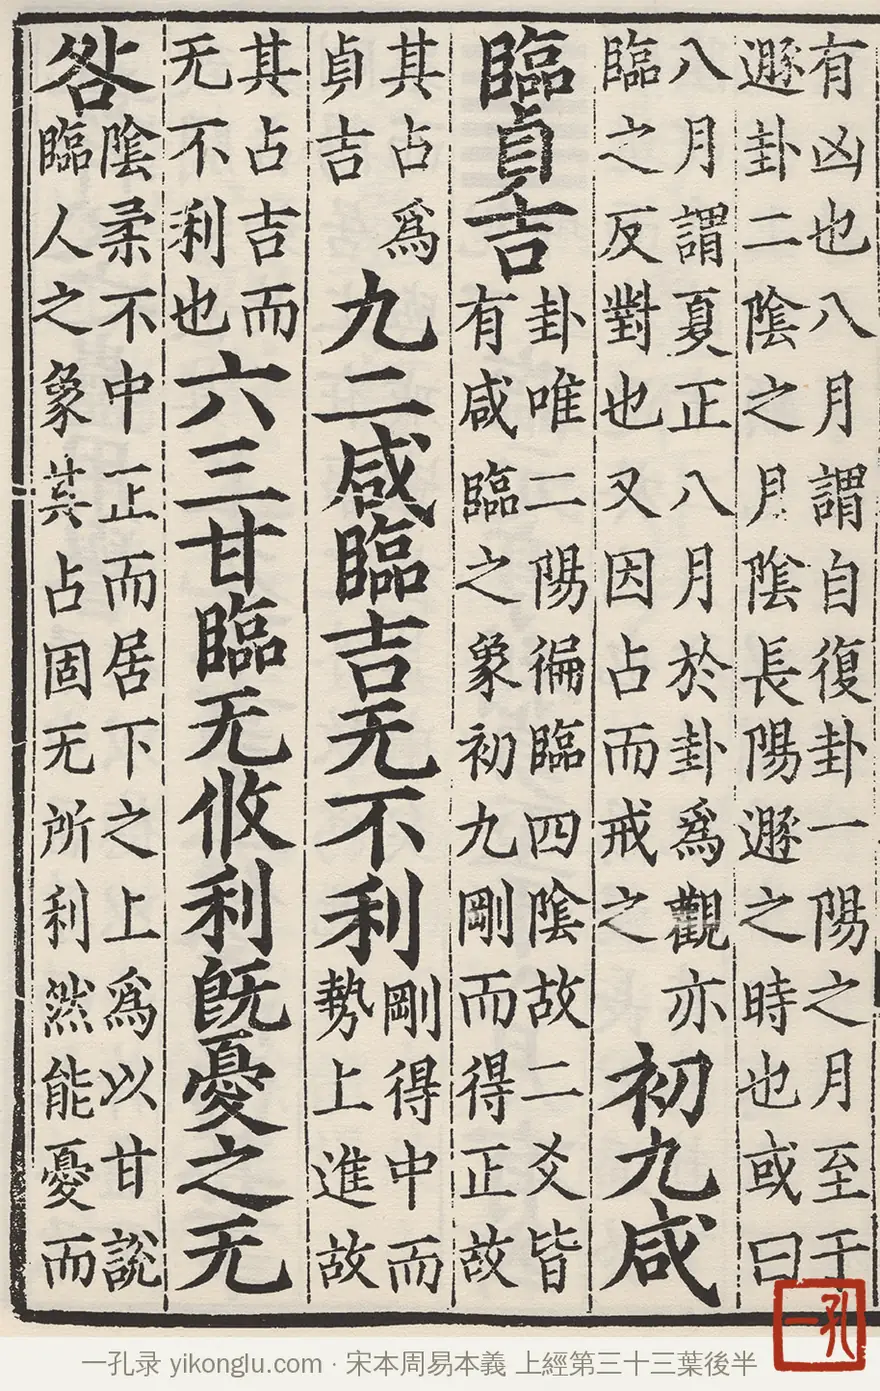 有凶也八月謂自復卦一陽之月至于
遯卦二陰之月陰長陽遯之時也或曰
八月謂夏正八月於卦爲觀亦
臨之反對也又因占而戒之
初九咸
臨貞吉
卦唯二陽徧臨四陰故二爻皆
有咸臨之象初九剛而得正故
其占爲
貞吉
九二咸臨吉无不利
剛得中而
勢上進故
其占吉而
无不利也
六三甘臨无攸利既憂之无
咎
陰柔不中正而居下之上爲以甘說
臨人之象其占固无所利然能憂而
一孔
一孔录 yikonglu.com · 宋本周易本義 上經第三十三葉後半